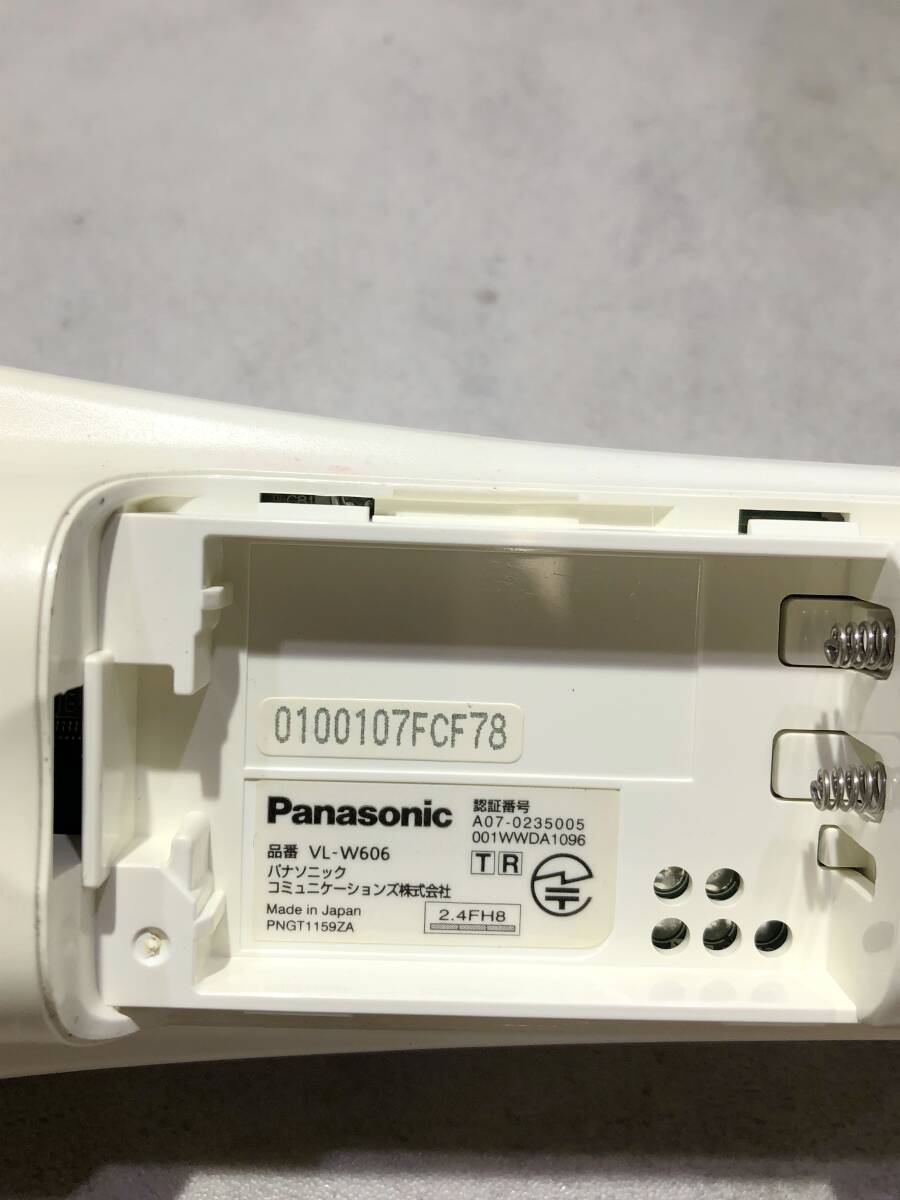 0100107FCF78
Panasonic
認証番号
A07-0235005
001WWDA1096
品番 VL-W606
T R
パナソニック
コミュニケーションズ株式会社
Made in Japan
2.4FH8
PNGT1159ZA